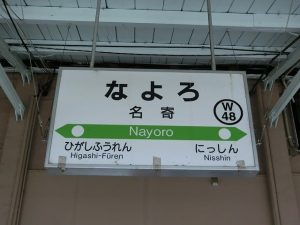 なよろ
名寄
W
48
Nayoro
ひがしふうれん
Higashi-Fūren
にっしん
Nisshin